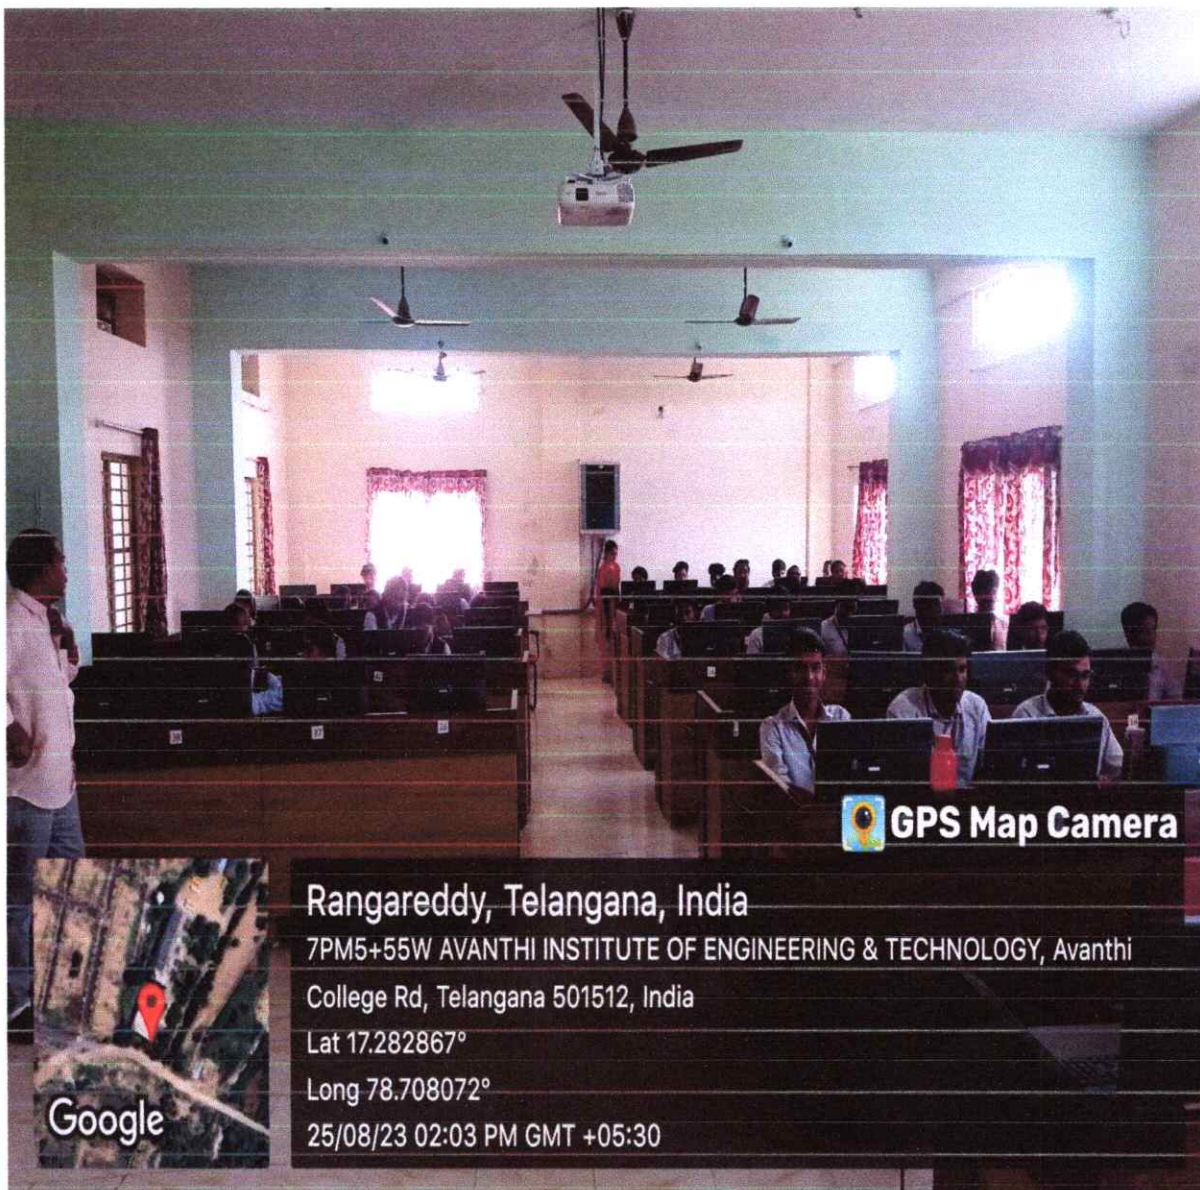 GPS Map Camera
Rangareddy, Telangana, India
7PM5+55W AVANTHI INSTITUTE OF ENGINEERING & TECHNOLOGY, Avanthi
College Rd, Telangana 501512, India
Lat 17.282867°
Long 78.708072°
25/08/23 02:03 PM GMT +05:30
Google